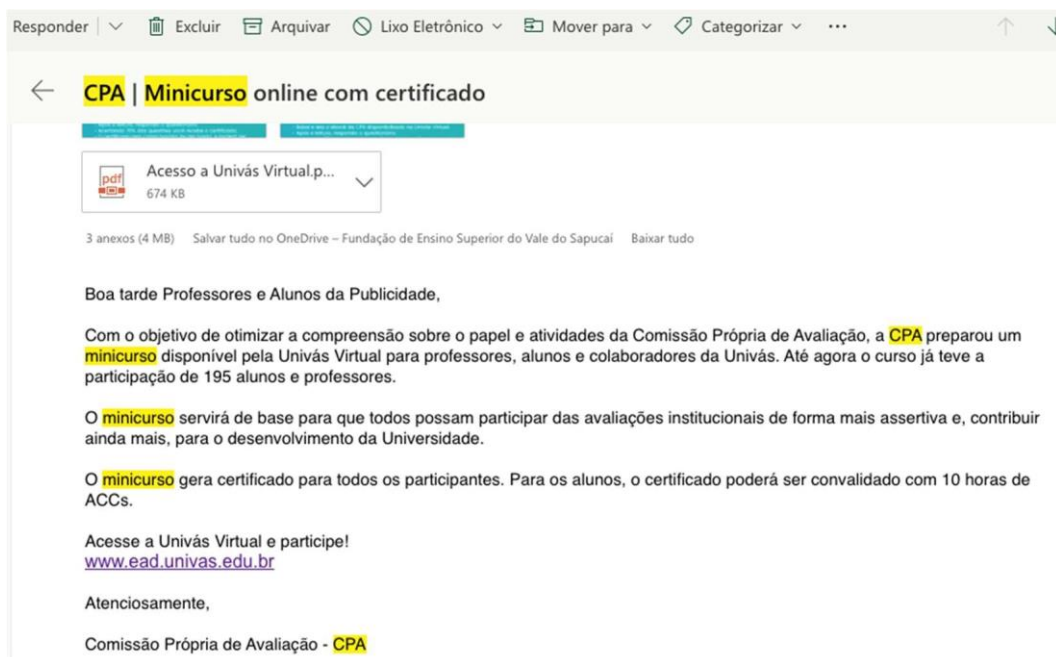 Responder
Excluir
Arquivar
Lixo Eletrônico
Mover para
Categorizar
...
CPA | Minicurso online com certificado
pdf
Acesso a Univás Virtual.p...
674 KB
3 anexos (4 MB) Salvar tudo no OneDrive – Fundação de Ensino Superior do Vale do Sapucaí Baixar tudo
Boa tarde Professores e Alunos da Publicidade,
Com o objetivo de otimizar a compreensão sobre o papel e atividades da Comissão Própria de Avaliação, a CPA preparou um
minicurso disponível pela Univás Virtual para professores, alunos e colaboradores da Univás. Até agora o curso já teve a
participação de 195 alunos e professores.
O minicurso servirá de base para que todos possam participar das avaliações institucionais de forma mais assertiva e, contribuir
ainda mais, para o desenvolvimento da Universidade.
O minicurso gera certificado para todos os participantes. Para os alunos, o certificado poderá ser convalidado com 10 horas de
ACCs.
Acesse a Univás Virtual e participe!
www.ead.univas.edu.br
Atenciosamente,
Comissão Própria de Avaliação - CPA